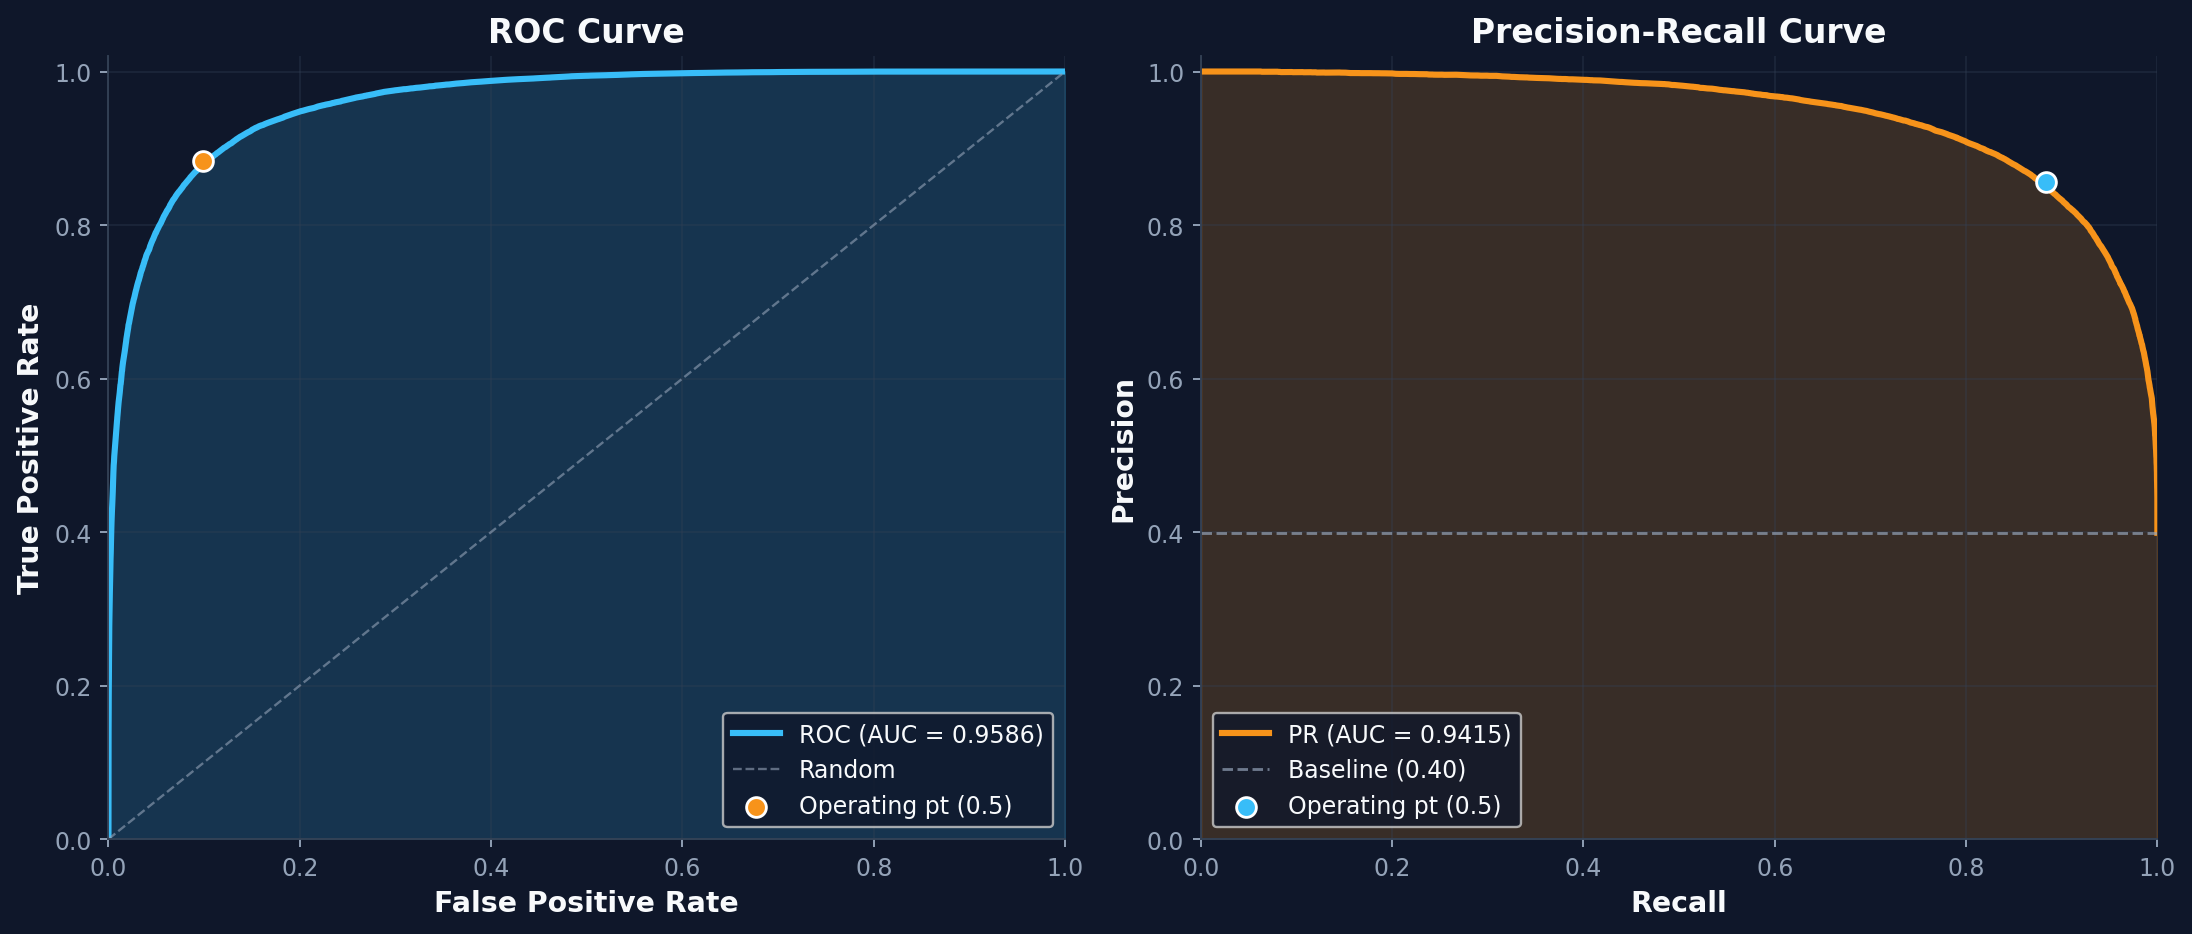 ROC Curve
True Positive Rate
1.0
0.8
0.6
0.4
0.2
0.0
0.0 0.2 0.4 0.6 0.8 1.0
False Positive Rate
ROC (AUC = 0.9586)
Random
Operating pt (0.5)
Precision-Recall Curve
Precision
1.0
0.8
0.6
0.4
0.2
0.0
0.0 0.2 0.4 0.6 0.8 1.0
Recall
PR (AUC = 0.9415)
Baseline (0.40)
Operating pt (0.5)